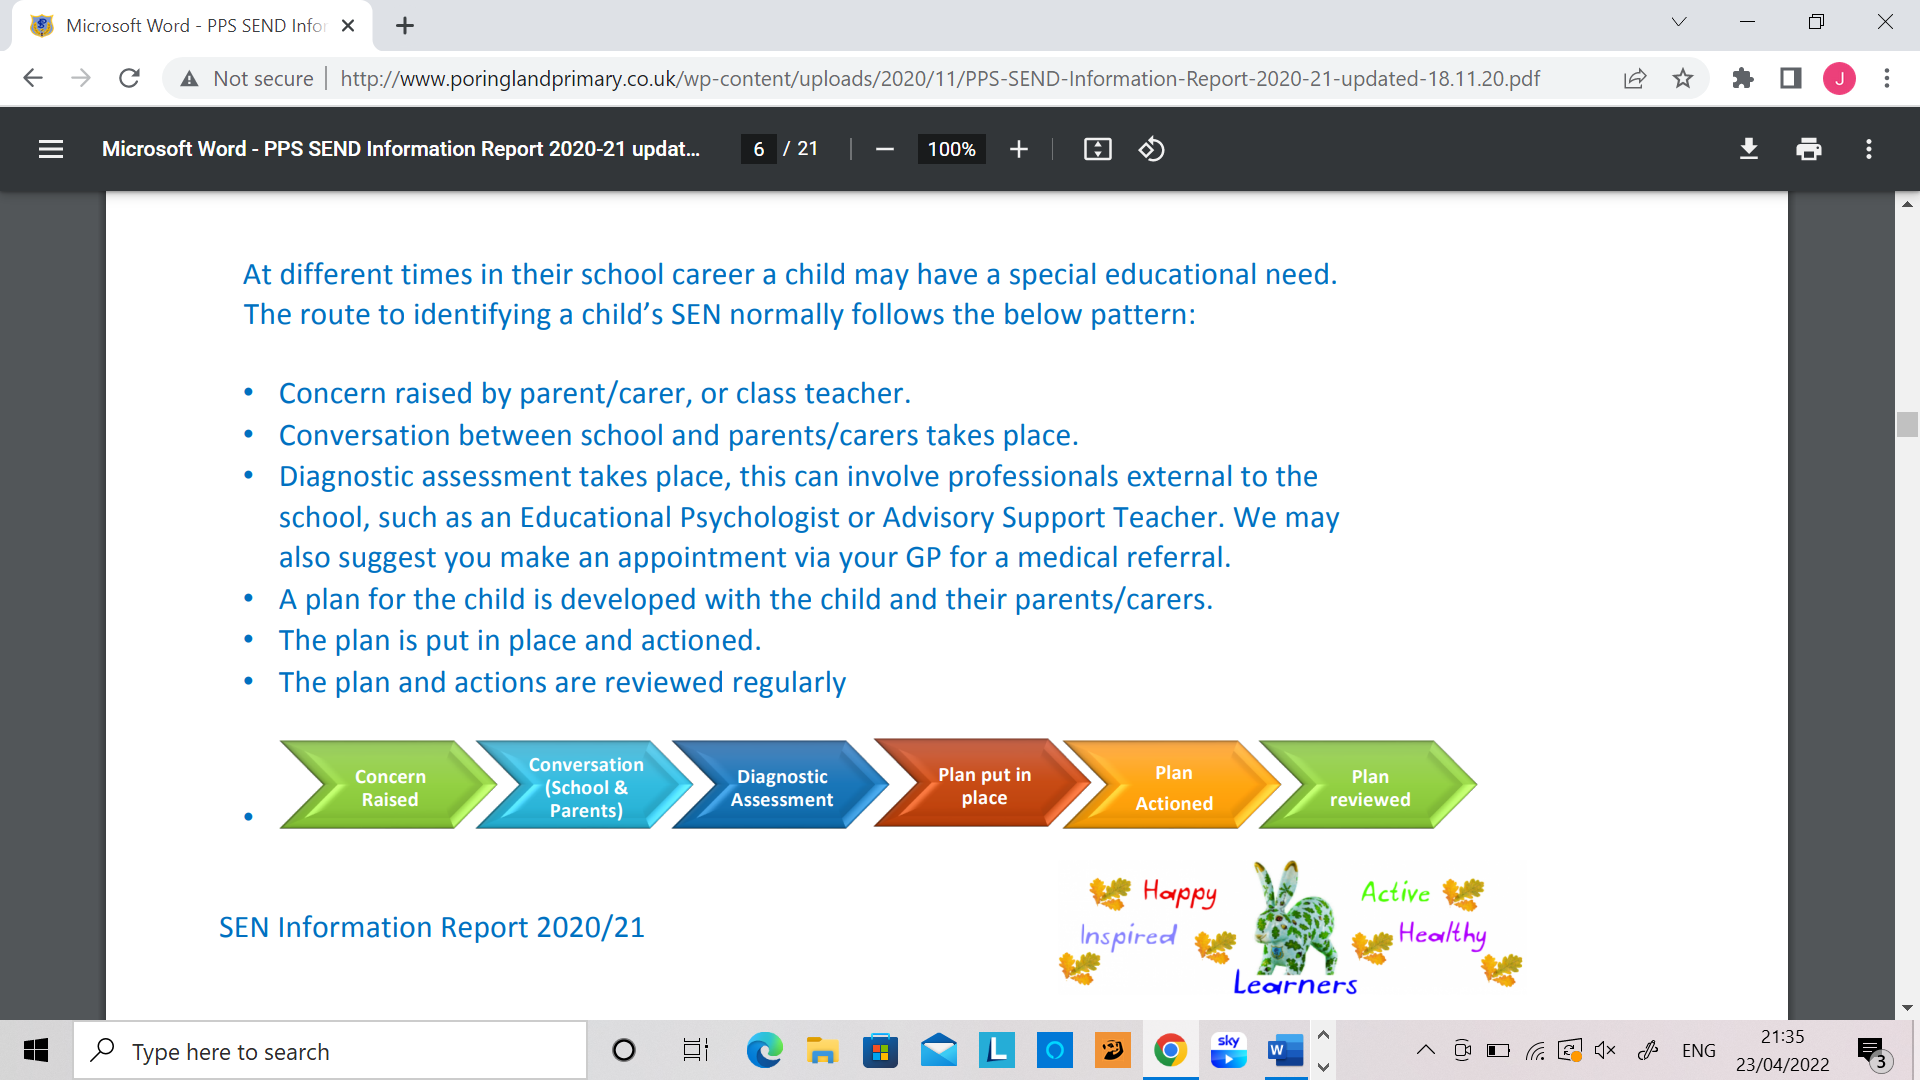 Microsoft Word - PPS SEND Infor
Not secure
http://www.poringlandprimary.co.uk/wp-content/uploads/2020/11/PPS-SEND-Information-Report-2020-21-updated-18.11.20.pdf
J
Microsoft Word - PPS SEND Information Report 2020-21 updat...
6 / 21
100%
At different times in their school career a child may have a special educational need.
The route to identifying a child’s SEN normally follows the below pattern:
• Concern raised by parent/carer, or class teacher.
• Conversation between school and parents/carers takes place.
• Diagnostic assessment takes place, this can involve professionals external to the
school, such as an Educational Psychologist or Advisory Support Teacher. We may
also suggest you make an appointment via your GP for a medical referral.
• A plan for the child is developed with the child and their parents/carers.
• The plan is put in place and actioned.
• The plan and actions are reviewed regularly
•
Concern
Raised
Conversation
(School &
Parents)
Diagnostic
Assessment
Plan put in
place
Plan
Actioned
Plan
reviewed
SEN Information Report 2020/21
Happy
Inspired
Active
Healthy
Learners
Type here to search
L
sky
W
ENG
21:35
23/04/2022
3